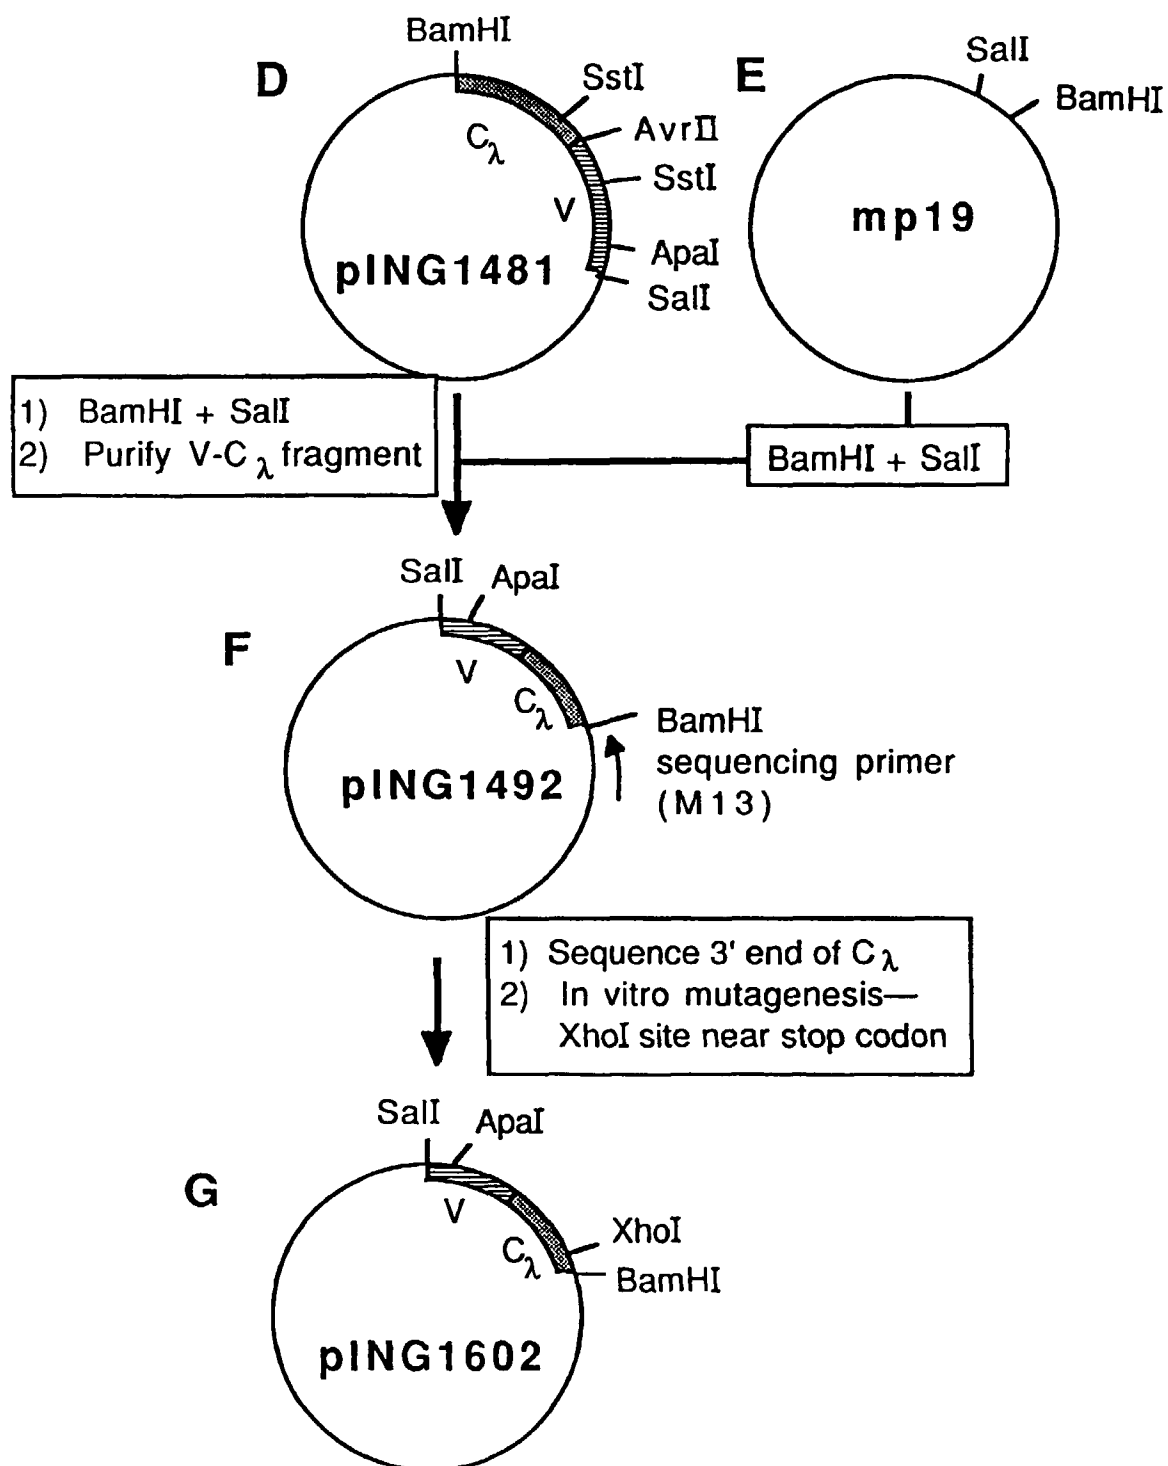 BamHI
D
SstI
AvrII
Cλ
SstI
V
ApaI
pING1481
SalI
E
SalI
BamHI
mp19
1) BamHI + SalI
2) Purify V-Cλ fragment
BamHI + SalI
SalI
ApaI
F
V
Cλ
BamHI
sequencing primer
(M13)
pING1492
1) Sequence 3' end of Cλ
2) In vitro mutagenesis—
XhoI site near stop codon
SalI
ApaI
G
V
XhoI
Cλ
BamHI
pING1602